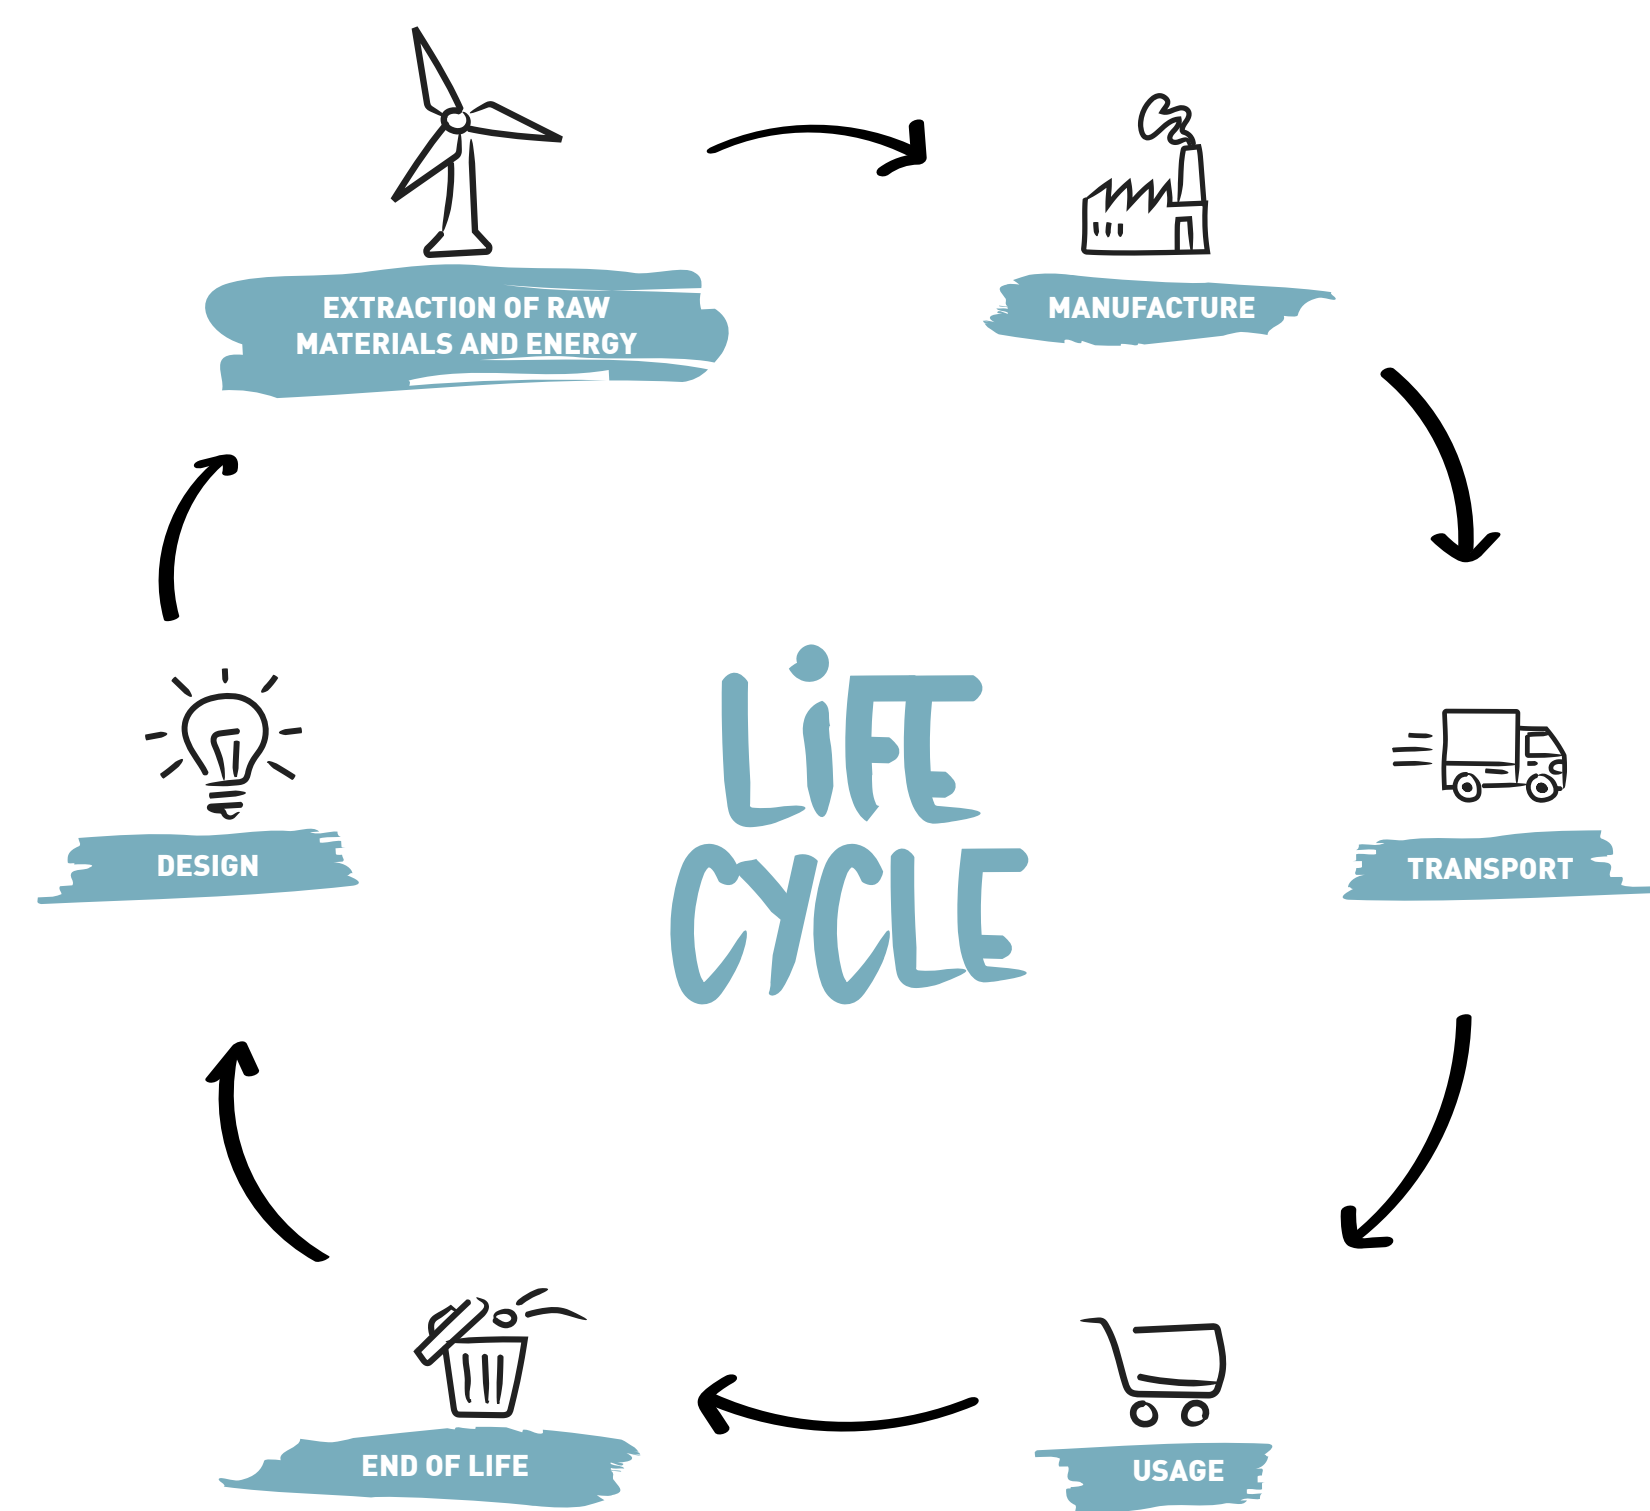 EXTRACTION OF RAW
MATERIALS AND ENERGY
MANUFACTURE
LiFE
CYCLE
DESIGN
TRANSPORT
END OF LIFE
USAGE